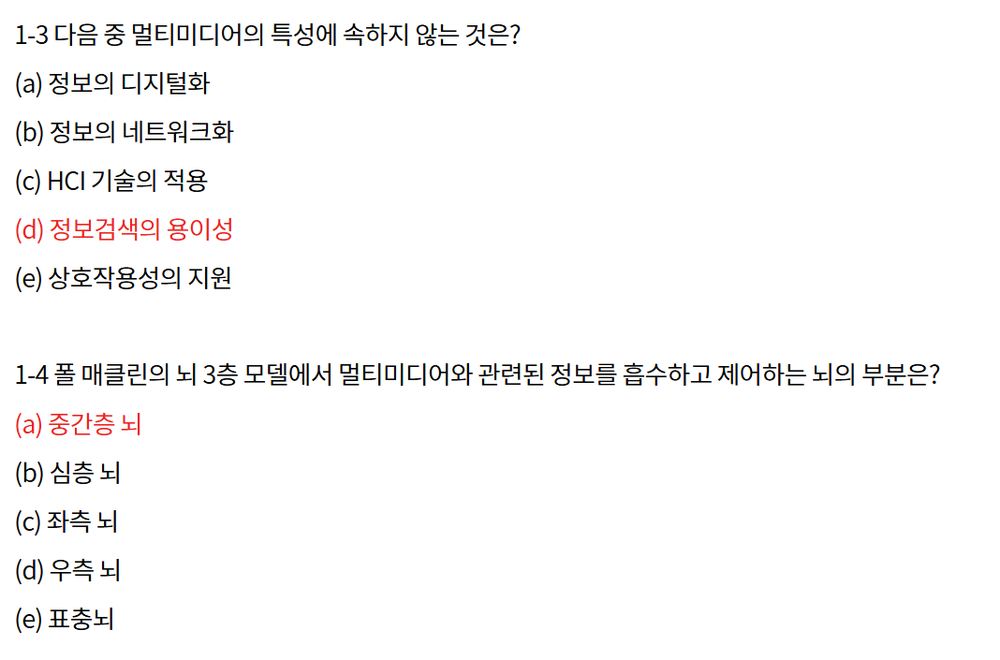 1-3 다음 중 멀티미디어의 특성에 속하지 않는 것은?
(a) 정보의 디지털화
(b) 정보의 네트워크화
(c) HCI 기술의 적용
(d) 정보검색의 용이성
(e) 상호작용성의 지원
1-4 폴 매클린의 뇌 3층 모델에서 멀티미디어와 관련된 정보를 흡수하고 제어하는 뇌의 부분은?
(a) 중간층 뇌
(b) 심층 뇌
(c) 좌측 뇌
(d) 우측 뇌
(e) 표충뇌